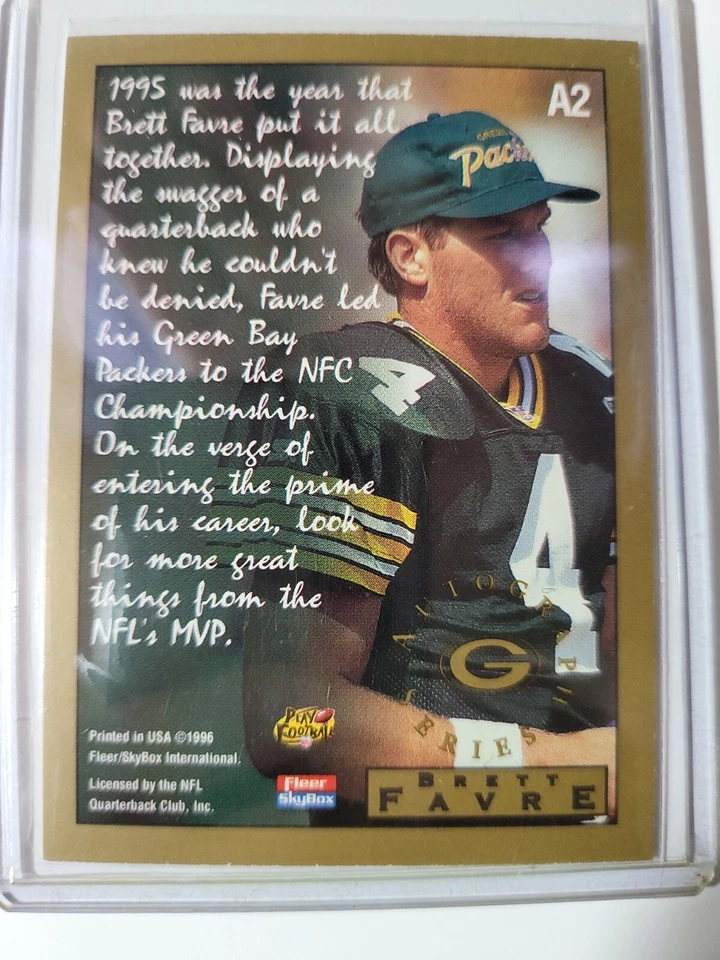 A2
1995 was the year that
Brett Favre put it all
together. Displaying
the swagger of a
quarterback who
knew he couldn't
be denied, Favre led
his Green Bay
Packers to the NFC
Championship.
On the verge of
entering the prime
of his career, look
for more great
things from the
NFL's MVP.
4
4
AUTOGRAPH
G
SERIES
PLAY
FOOTBALL
Printed in USA ©1996
Fleer/SkyBox International.
Licensed by the NFL
Quarterback Club, Inc.
Fleer
SkyBox
BRETT
FAVRE